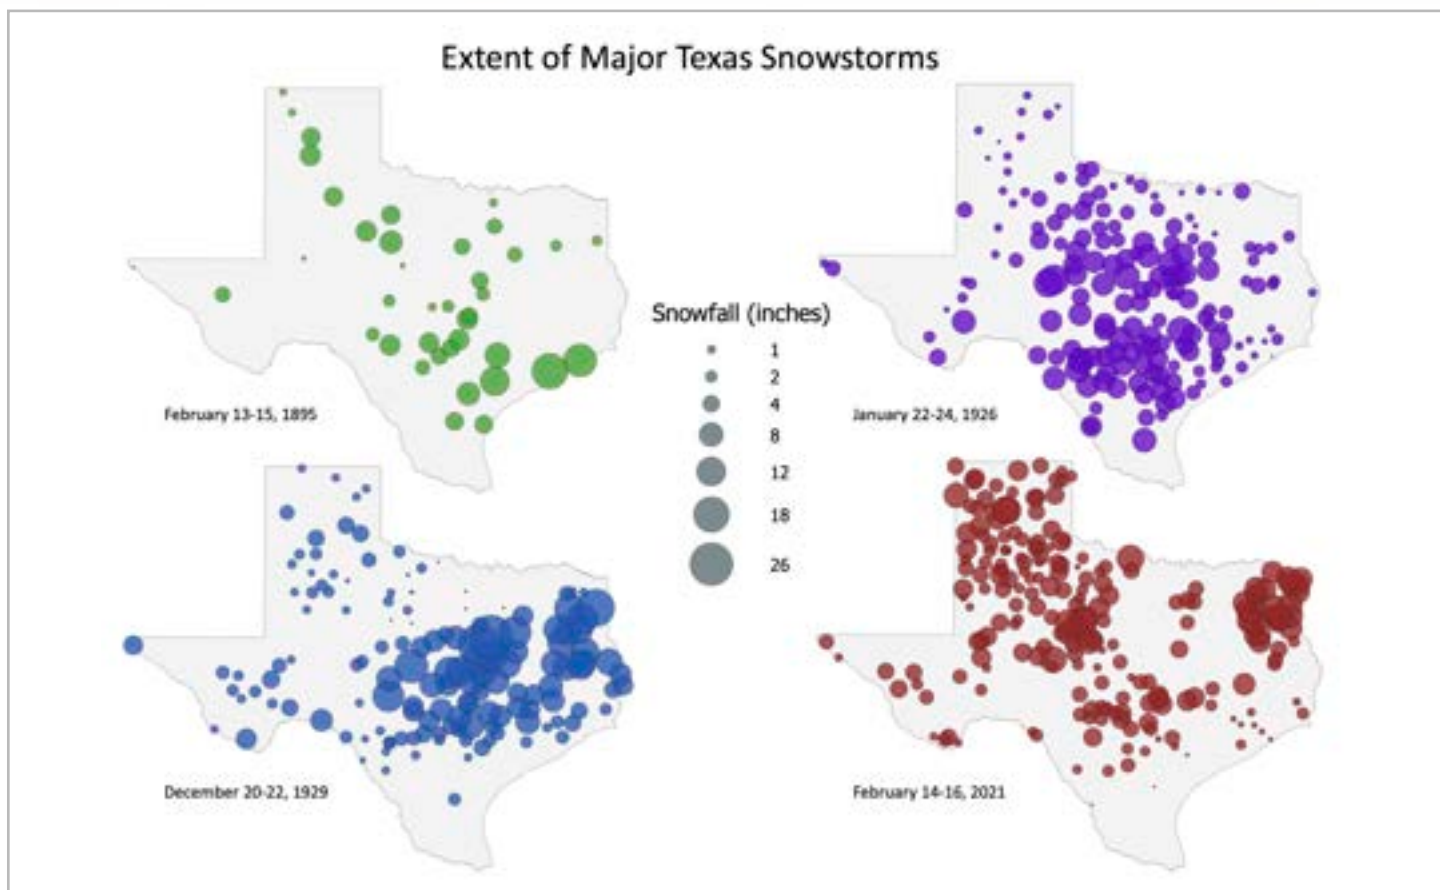 Extent of Major Texas Snowstorms
February 13-15, 1895
January 22-24, 1926
Snowfall (inches)
1
2
4
8
12
18
26
December 20-22, 1929
February 14-16, 2021